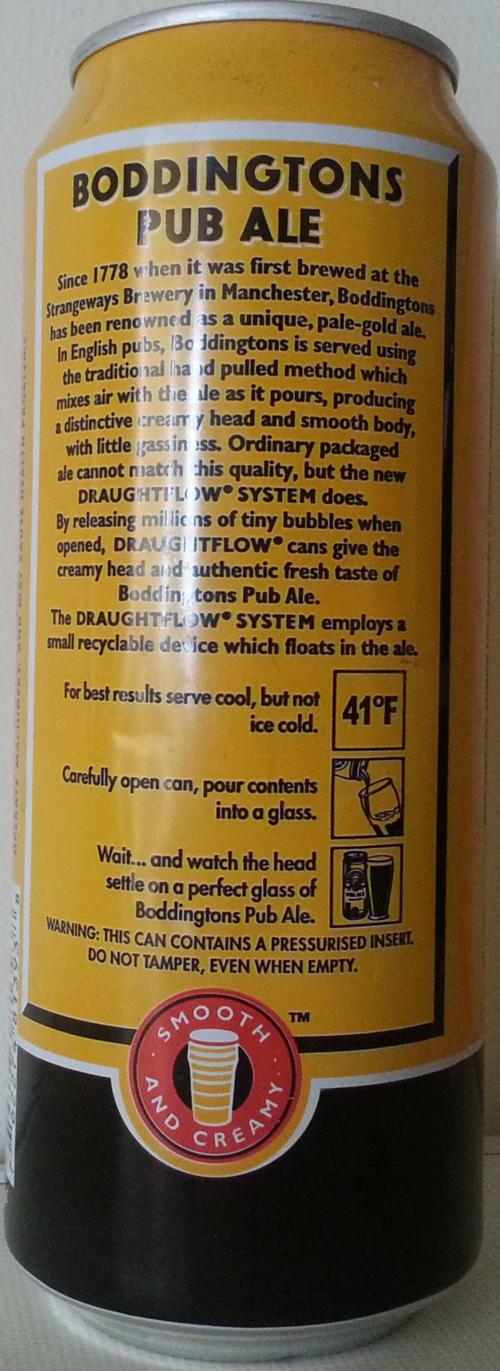 BODDINGTONS
PUB ALE
Since 1778 when it was first brewed at the
Strangeways Brewery in Manchester, Boddingtons
has been renowned as a unique, pale-gold ale.
In English pubs, Boddingtons is served using
the traditional hand pulled method which
mixes air with the ale as it pours, producing
a distinctive creamy head and smooth body,
with little gassiness. Ordinary packaged
ale cannot match this quality, but the new
DRAUGHTFLOW® SYSTEM does.
By releasing millions of tiny bubbles when
opened, DRAUGHTFLOW® cans give the
creamy head and authentic fresh taste of
Boddingtons Pub Ale.
The DRAUGHTFLOW® SYSTEM employs a
small recyclable device which floats in the ale.
For best results serve cool, but not
ice cold.
41°F
Carefully open can, pour contents
into a glass.
Wait... and watch the head
settle on a perfect glass of
Boddingtons Pub Ale.
WARNING: THIS CAN CONTAINS A PRESSURISED INSERT.
DO NOT TAMPER, EVEN WHEN EMPTY.
TM
SMOOTH
AND CREAMY
OPERATE MACHINERY, AND MAY CAUSE HEALTH PROBLEMS.